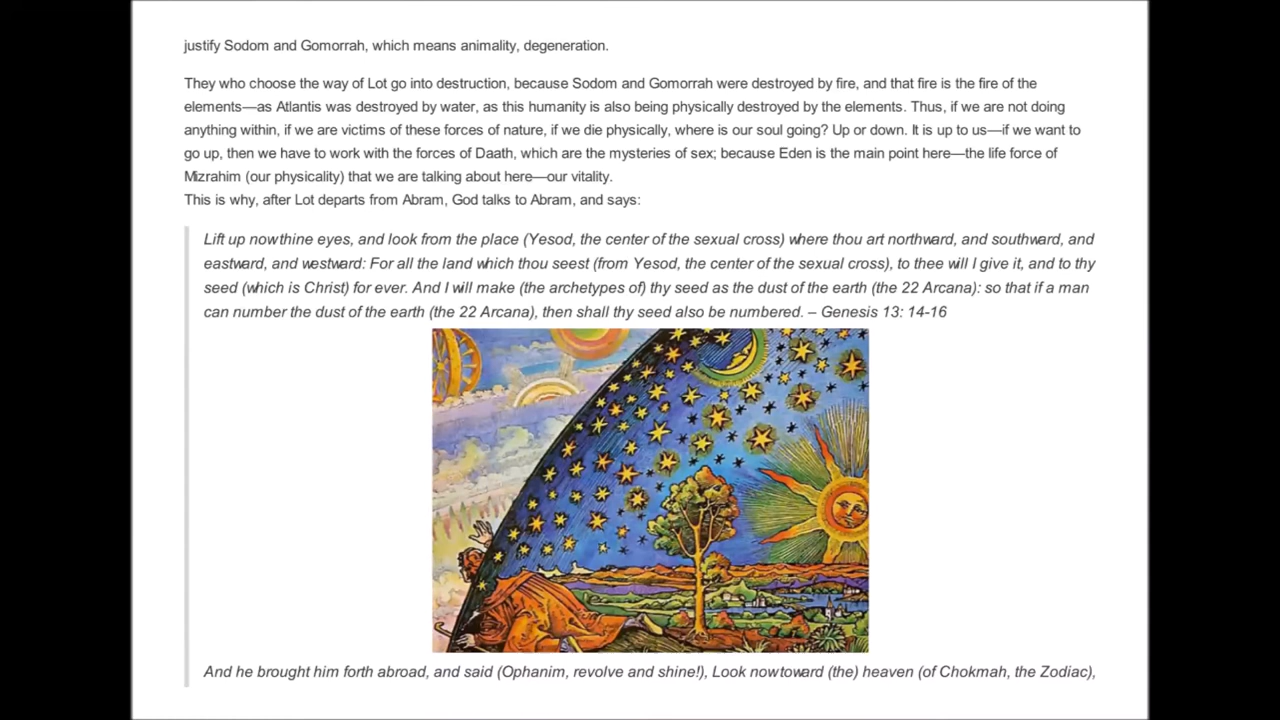 justify Sodom and Gomorrah, which means animality, degeneration.
They who choose the way of Lot go into destruction, because Sodom and Gomorrah were destroyed by fire, and that fire is the fire of the
elements—as Atlantis was destroyed by water, as this humanity is also being physically destroyed by the elements. Thus, if we are not doing
anything within, if we are victims of these forces of nature, if we die physically, where is our soul going? Up or down. It is up to us—if we want to
go up, then we have to work with the forces of Daath, which are the mysteries of sex; because Eden is the main point here—the life force of
Mizrahim (our physicality) that we are talking about here—our vitality.
This is why, after Lot departs from Abram, God talks to Abram, and says:
Lift up now thine eyes, and look from the place (Yesod, the center of the sexual cross) where thou art northward, and southward, and
eastward, and westward: For all the land which thou seest (from Yesod, the center of the sexual cross), to thee will I give it, and to thy
seed (which is Christ) for ever. And I will make (the archetypes of) thy seed as the dust of the earth (the 22 Arcana): so that if a man
can number the dust of the earth (the 22 Arcana), then shall thy seed also be numbered. – Genesis 13: 14-16
And he brought him forth abroad, and said (Ophanim, revolve and shine!), Look now toward (the) heaven (of Chokmah, the Zodiac),